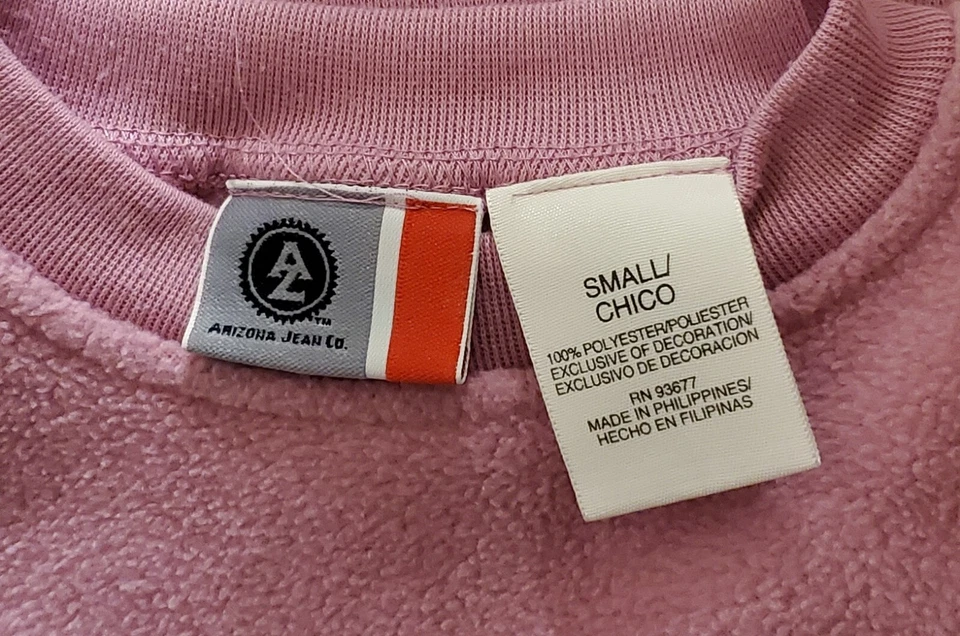 AZ
TM
ARIZONA JEAN CO.
SMALL/
CHICO
100% POLYESTER/POLIESTER
EXCLUSIVE OF DECORATION/
EXCLUSIVO DE DECORACION
RN 93677
MADE IN PHILIPPINES/
HECHO EN FILIPINAS